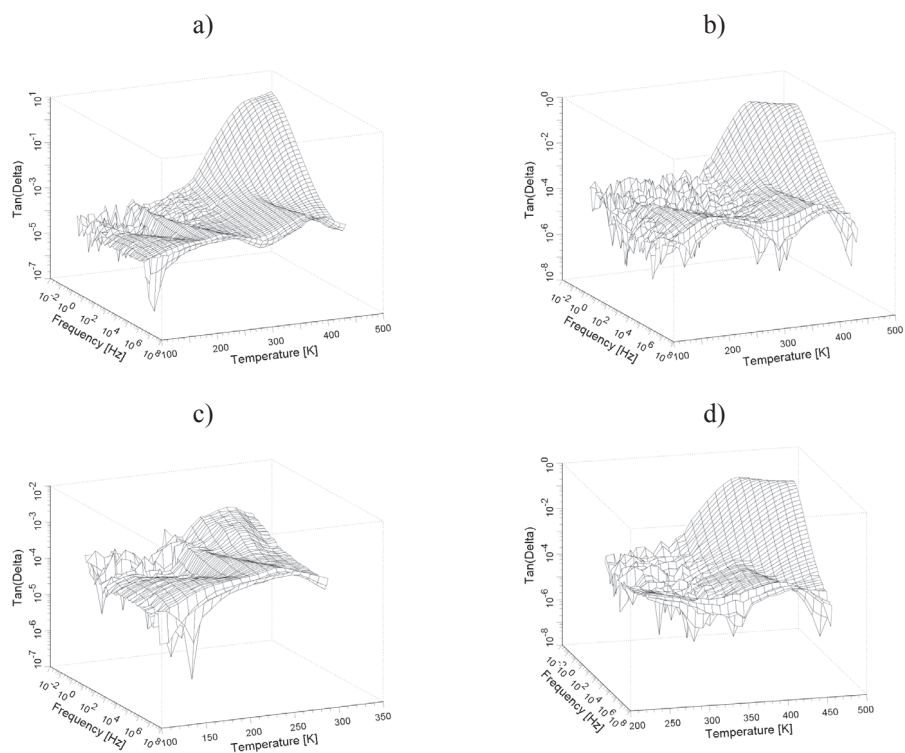 a)
b)
10^1
10^-1
10^-3
10^-5
10^-7
Tan(Delta)
10^-2 10^0 10^2 10^4 10^6 10^8
Frequency [Hz]
100 200 300 400 500
Temperature [K]
10^0
10^-2
10^-4
10^-6
10^-8
Tan(Delta)
10^-2 10^0 10^2 10^4 10^6 10^8
Frequency [Hz]
100 200 300 400 500
Temperature [K]
c)
d)
10^-2
10^-3
10^-4
10^-5
10^-6
10^-7
Tan(Delta)
10^-2 10^0 10^2 10^4 10^6 10^8
Frequency [Hz]
100 150 200 250 300 350
Temperature [K]
10^0
10^-2
10^-4
10^-6
10^-8
Tan(Delta)
10^-2 10^0 10^2 10^4 10^6 10^8
Frequency [Hz]
200 250 300 350 400 450 500
Temperature [K]